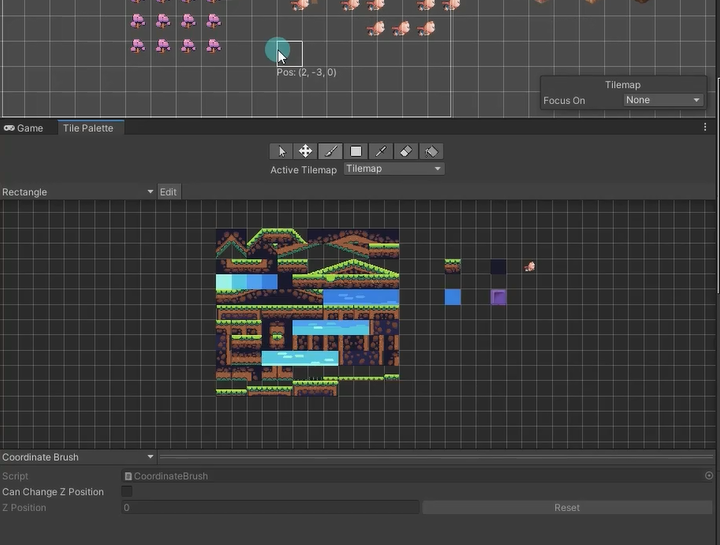 Pos: (2, -3, 0)
Tilemap
Focus On None
Game Tile Palette
Active Tilemap Tilemap
Rectangle Edit
Coordinate Brush
Script CoordinateBrush
Can Change Z Position
Z Position 0 Reset